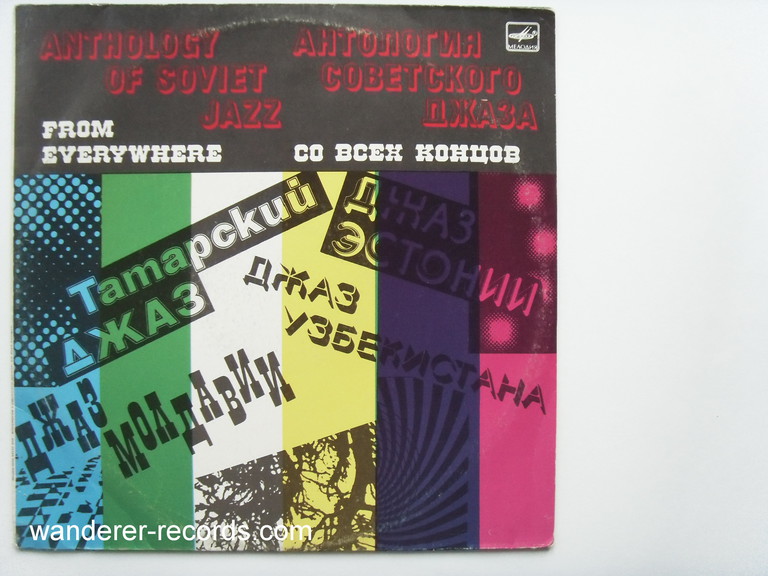 ANTHOLOGY
OF SOVIET
JAZZ
АНТОЛОГИЯ
СОВЕТСКОГО
ДЖАЗА
МЕЛОДИЯ
FROM
EVERYWHERE
СО ВСЕХ КОНЦОВ
Татарский
ДЖАЗ
ДЖАЗ
ЭСТОНИИ
ДЖАЗ
УЗБЕКИСТАНА
ДЖАЗ
МОЛДАВИИ
wanderer-records.com